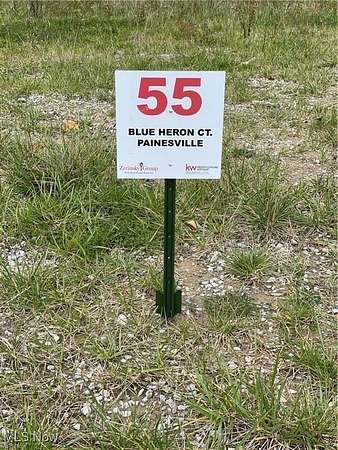 55
BLUE HERON CT.
PAINESVILLE
Zerinsky Group
kw
MLS Now